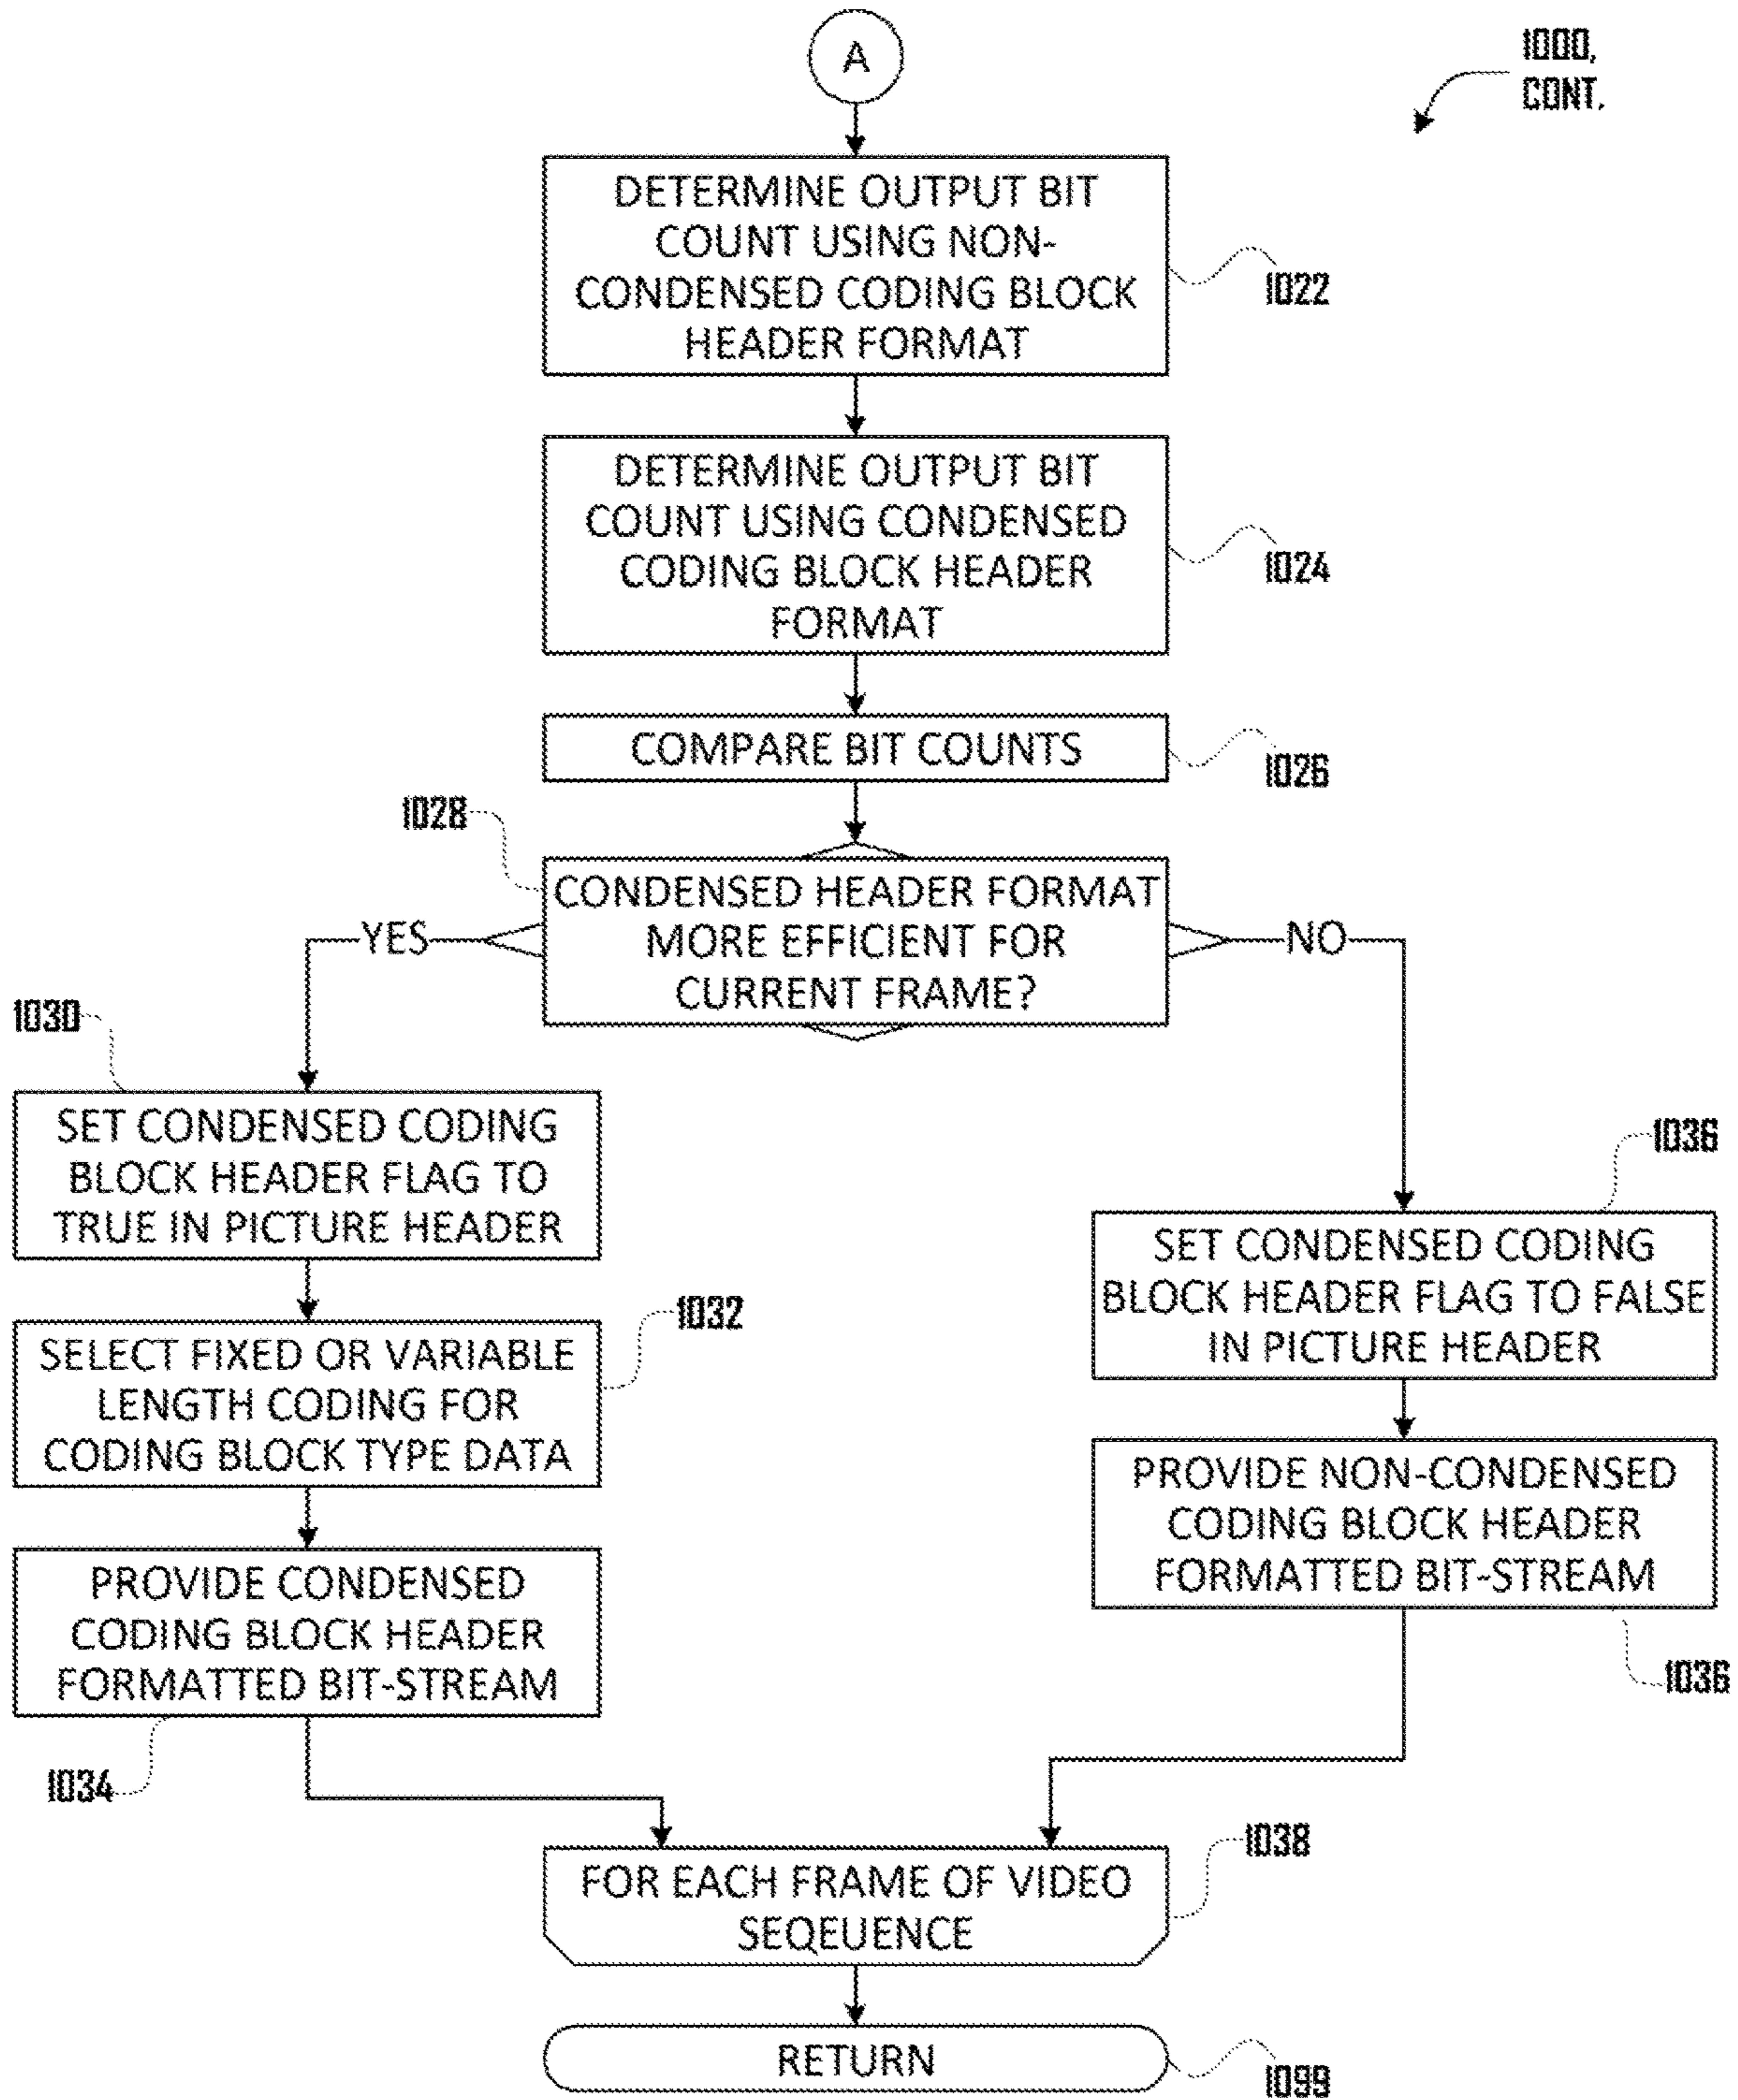 A
1000,
CONT.
DETERMINE OUTPUT BIT
COUNT USING NON-
CONDENSED CODING BLOCK
HEADER FORMAT
1022
DETERMINE OUTPUT BIT
COUNT USING CONDENSED
CODING BLOCK HEADER
FORMAT
1024
COMPARE BIT COUNTS
1026
1028
CONDENSED HEADER FORMAT
MORE EFFICIENT FOR
CURRENT FRAME?
YES
NO
1030
SET CONDENSED CODING
BLOCK HEADER FLAG TO
TRUE IN PICTURE HEADER
1032
SELECT FIXED OR VARIABLE
LENGTH CODING FOR
CODING BLOCK TYPE DATA
PROVIDE CONDENSED
CODING BLOCK HEADER
FORMATTED BIT-STREAM
1034
1036
SET CONDENSED CODING
BLOCK HEADER FLAG TO FALSE
IN PICTURE HEADER
PROVIDE NON-CONDENSED
CODING BLOCK HEADER
FORMATTED BIT-STREAM
1036
1038
FOR EACH FRAME OF VIDEO
SEQEUENCE
RETURN
1099